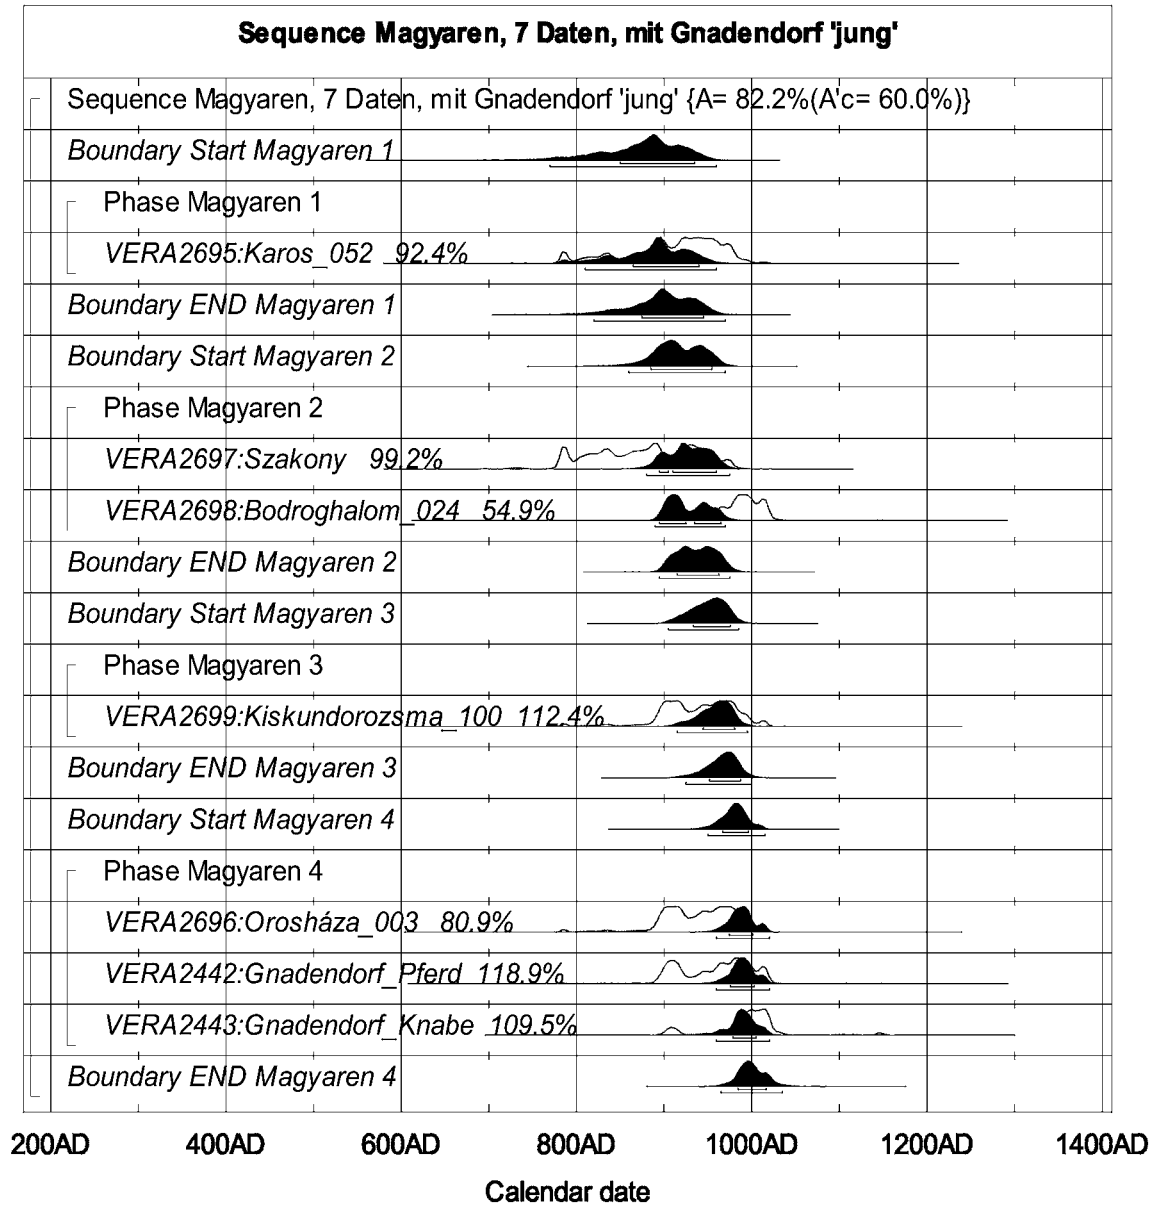 Sequence Magyaren, 7 Daten, mit Gnadendorf 'jung'
Sequence Magyaren, 7 Daten, mit Gnadendorf 'jung' {A= 82.2%(A'c= 60.0%)}
Boundary Start Magyaren 1
Phase Magyaren 1
VERA2695:Karos_052 92.4%
Boundary END Magyaren 1
Boundary Start Magyaren 2
Phase Magyaren 2
VERA2697:Szakony 99.2%
VERA2698:Bodroghalom_024 54.9%
Boundary END Magyaren 2
Boundary Start Magyaren 3
Phase Magyaren 3
VERA2699:Kiskundorozsma_100 112.4%
Boundary END Magyaren 3
Boundary Start Magyaren 4
Phase Magyaren 4
VERA2696:Orosháza_003 80.9%
VERA2442:Gnadendorf_Pferd 118.9%
VERA2443:Gnadendorf_Knabe 109.5%
Boundary END Magyaren 4
200AD 400AD 600AD 800AD 1000AD 1200AD 1400AD
Calendar date